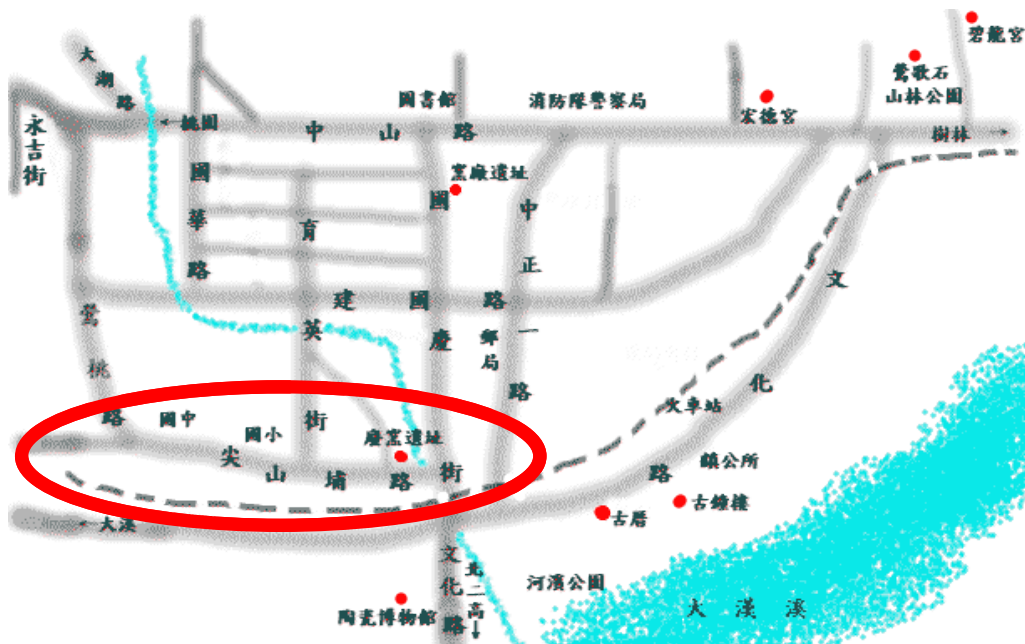 碧龍宮
大湖路
鶯歌石
山林公園
圖書館
消防隊警察局
宏德宮
永吉街
←桃園
中山路
樹林→
國華路
窯廠遺址
育英街
國慶街
中正一路
建國路
文化路
郵局
鶯桃路
火車站
國中
國小
廢窯遺址
尖山埔路
鎮公所
古鐘樓
古厝
←大溪
文化路
北二高↓
河濱公園
大漢溪
陶瓷博物館